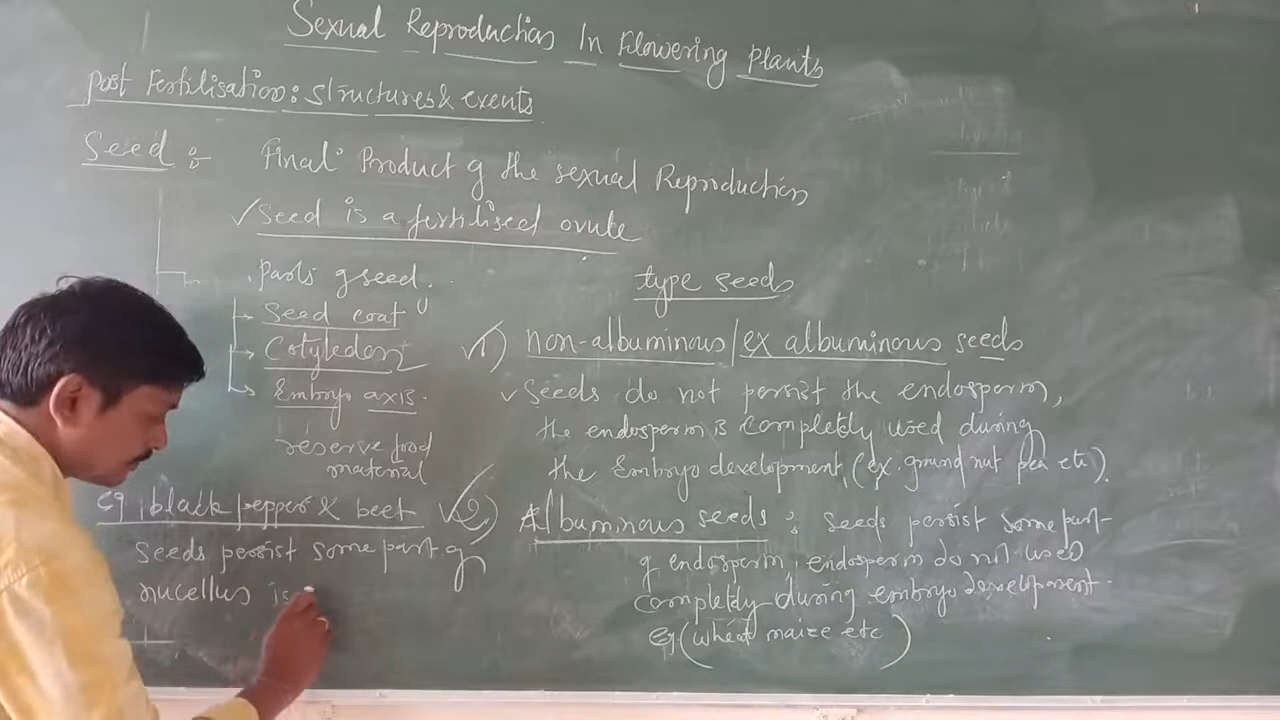 Sexual Reproduction In Flowering Plants
Post Fertilisation: Structures & events
Seed :- Final Product of the sexual Reproduction
✓ Seed is a fertilised ovule
Parts of seed.
Seed coat
Cotyledons
Embryo axis.
reserve food
material
eg: black pepper & beet
Seeds persist some part of
nucellus is
type seeds
✓ 1) non-albuminous/ex albuminous seeds
✓ Seeds do not persist the endosperm,
the endosperm is completely used during
the Embryo development, (ex. ground nut pea etc).
✓ 2) Albuminous seeds : seeds persist some part
of endosperm, endosperm do not used
completely during embryo development.
eg (wheat maize etc)